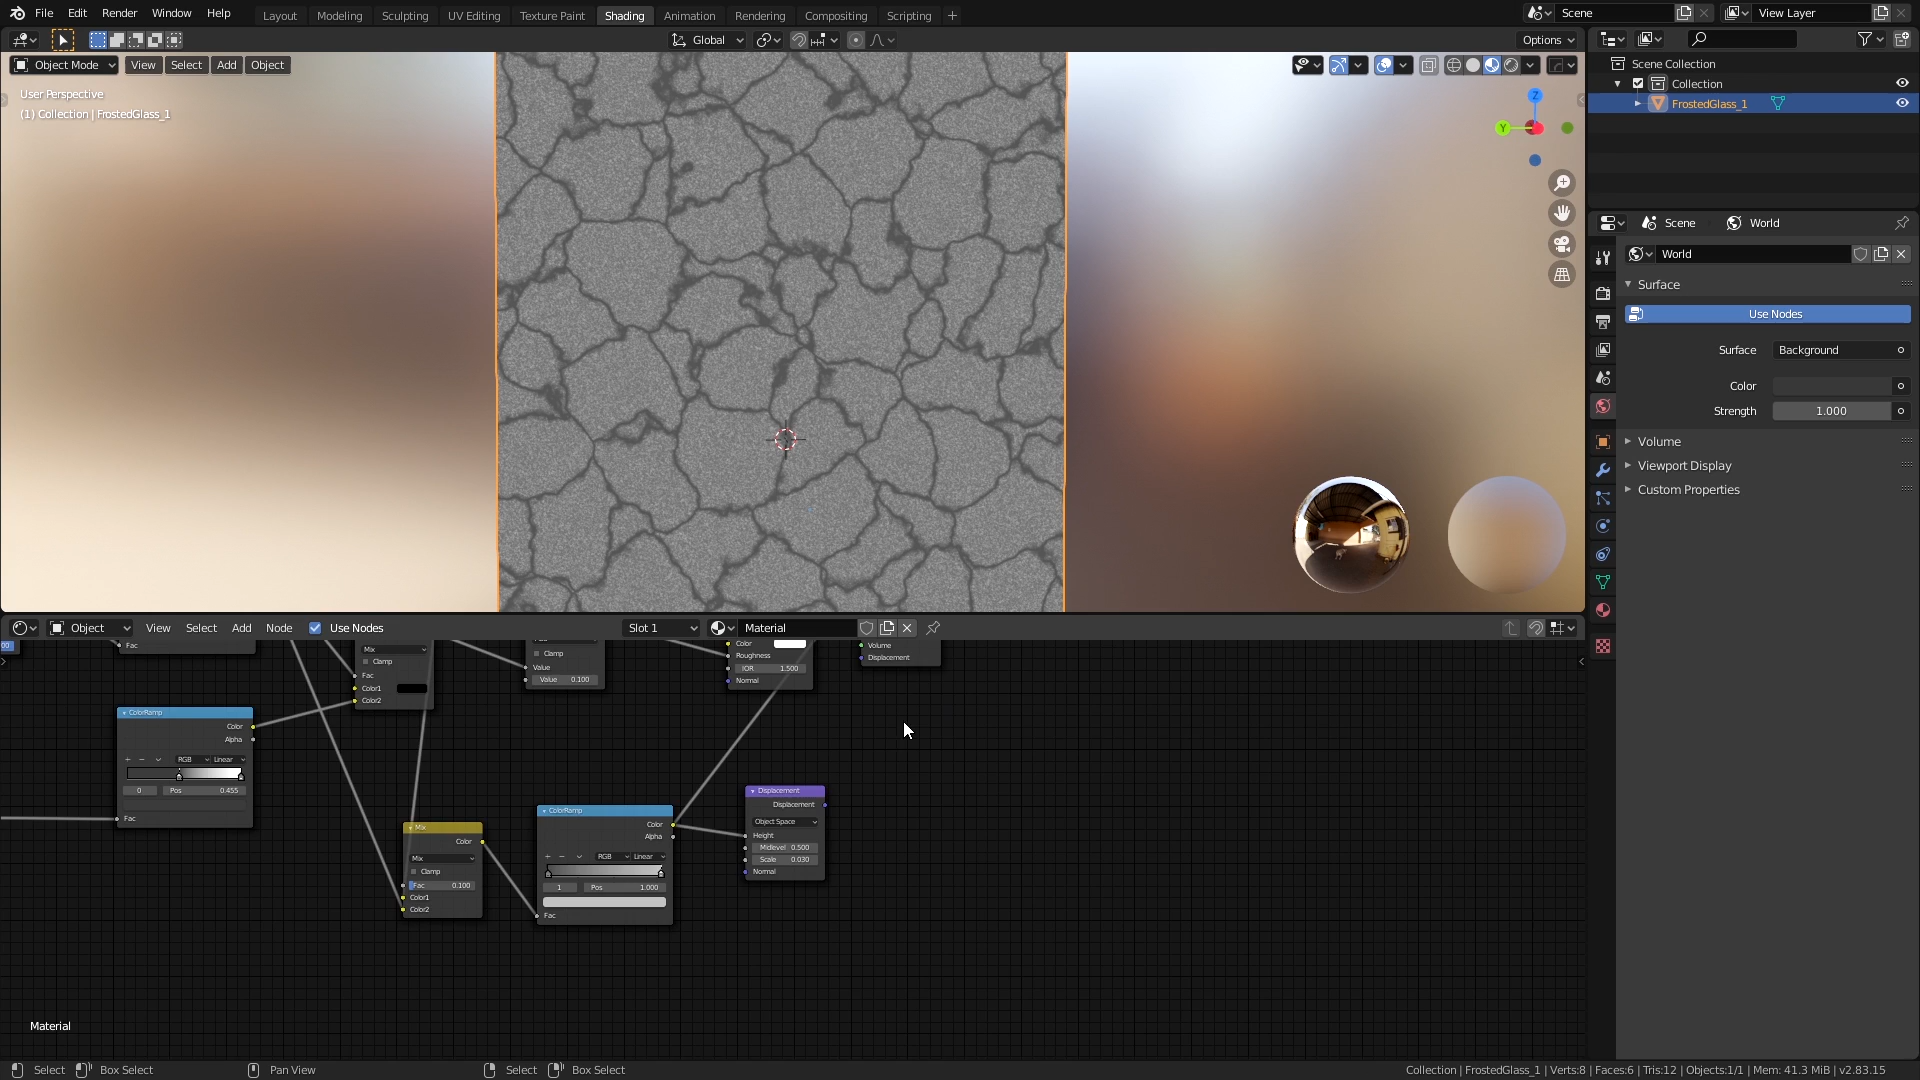 File Edit Render Window Help
Layout Modeling Sculpting UV Editing Texture Paint Shading Animation Rendering Compositing Scripting +
Scene
View Layer
Global
Options
Object Mode View Select Add Object
User Perspective
(1) Collection | FrostedGlass_1
Z
Y
Scene Collection
Collection
FrostedGlass_1
Scene World
World
Surface
Use Nodes
Surface Background
Color
Strength 1.000
Volume
Viewport Display
Custom Properties
Object View Select Add Node Use Nodes Slot 1 Material
00
Fac
Mix
Clamp
Fac
Color1
Color2
Clamp
Value
Value 0.100
Color
Roughness
IOR 1.500
Normal
Volume
Displacement
ColorRamp
Color
Alpha
RGB Linear
0 Pos 0.455
Fac
Mix
Color
Mix
Clamp
Fac 0.100
Color1
Color2
ColorRamp
Color
Alpha
RGB Linear
1 Pos 1.000
Fac
Displacement
Displacement
Object Space
Height
Midlevel 0.500
Scale 0.030
Normal
Material
Select Box Select Pan View Select Box Select
Collection | FrostedGlass_1 | Verts:8 | Faces:6 | Tris:12 | Objects:1/1 | Mem: 41.3 MiB | v2.83.15